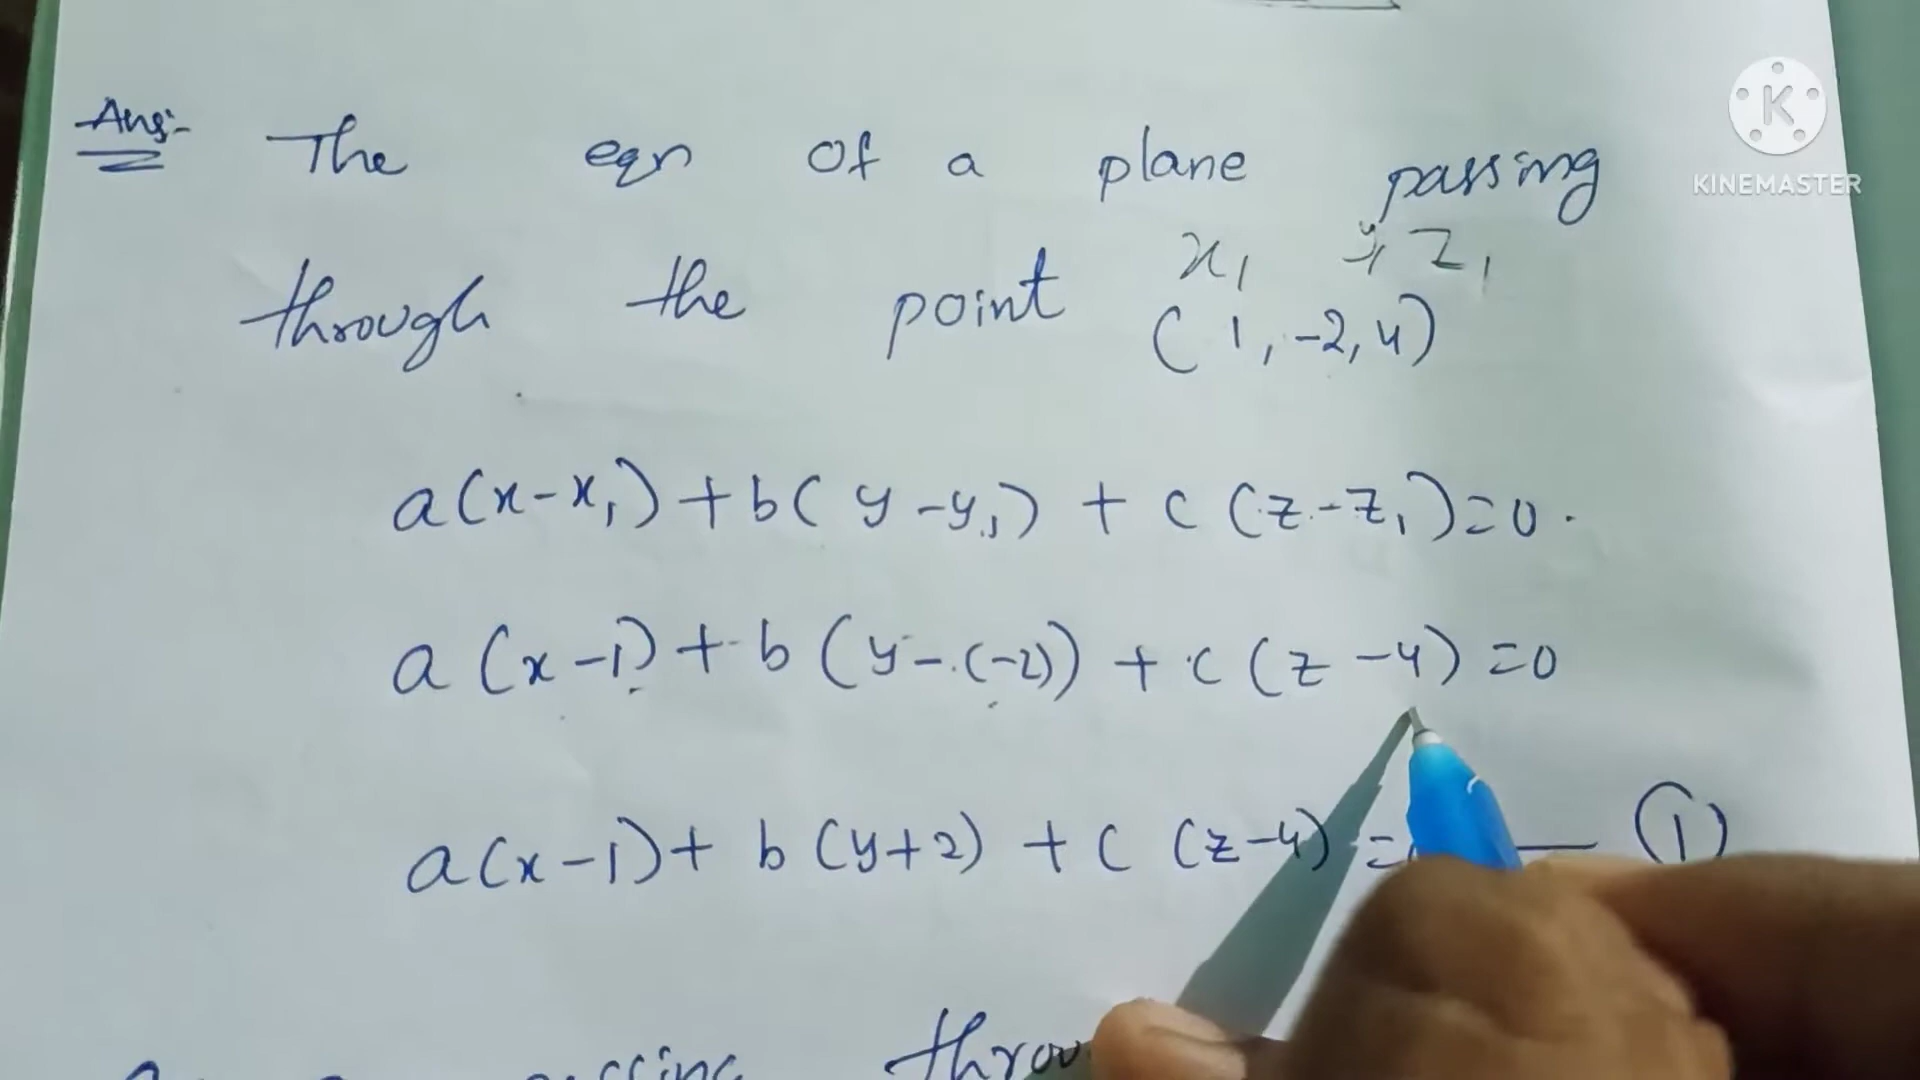 Ans:- The eqn of a plane passing
KINEMASTER
x₁ y₁ z₁
through the point (1, -2, 4)
a(x-x₁) + b(y-y₁) + c(z-z₁)=0.
a(x-1) + b(y-(-2)) + c(z-4)=0
a(x-1)+ b(y+2) + c(z-4) = — ①